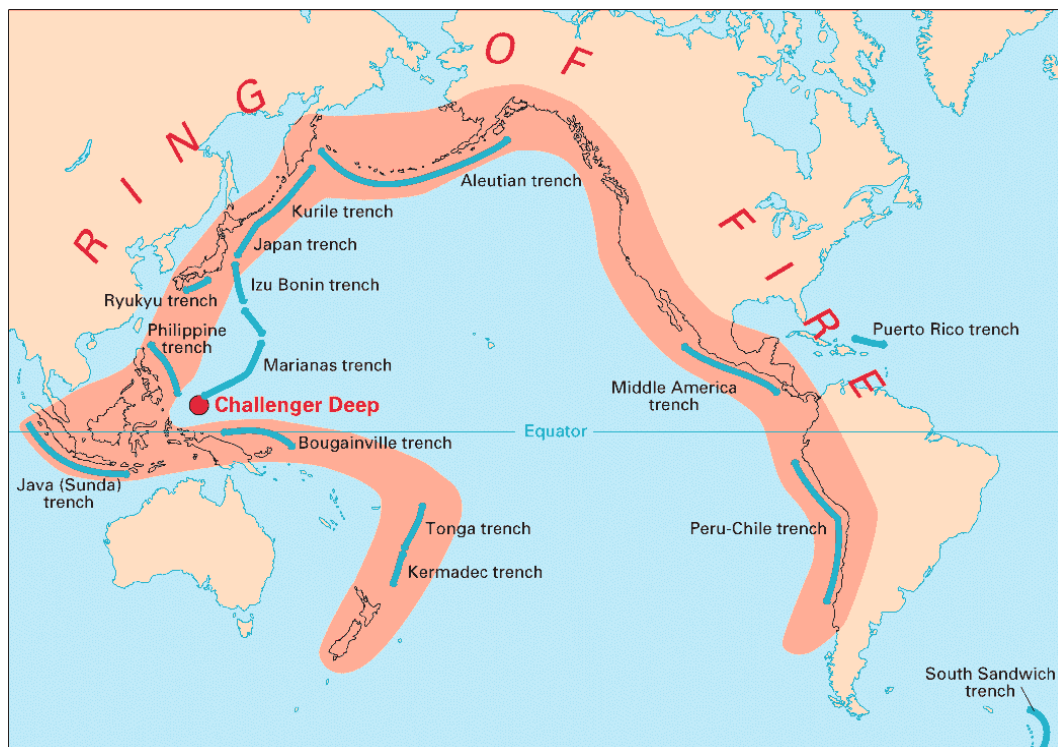 RING OF FIRE
Aleutian trench
Kurile trench
Japan trench
Izu Bonin trench
Ryukyu trench
Philippine
trench
Marianas trench
Challenger Deep
Puerto Rico trench
Middle America
trench
Equator
Bougainville trench
Java (Sunda)
trench
Tonga trench
Kermadec trench
Peru-Chile trench
South Sandwich
trench